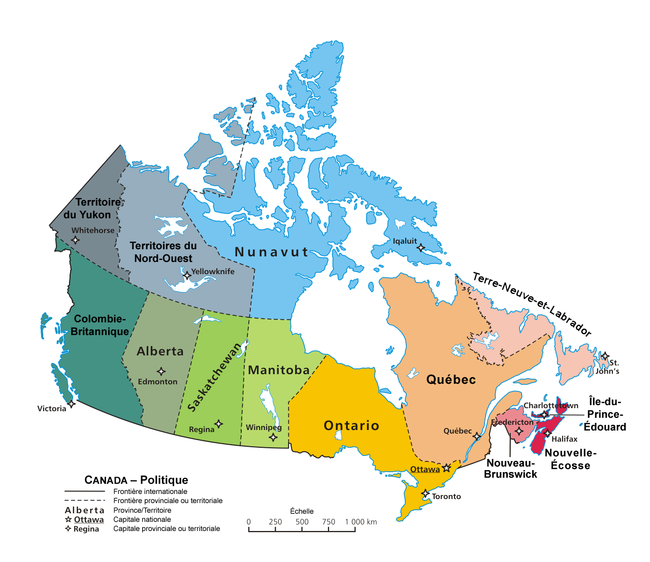 Territoire
du Yukon
Whitehorse
Territoires du
Nord-Ouest
Yellowknife
Nunavut
Iqaluit
Terre-Neuve-et-Labrador
St.
John's
Colombie-
Britannique
Victoria
Alberta
Edmonton
Saskatchewan
Regina
Manitoba
Winnipeg
Ontario
Ottawa
Toronto
Québec
Québec
Charlottetown
Île-du-
Prince-
Édouard
Fredericton
Halifax
Nouveau-
Brunswick
Nouvelle-
Écosse
CANADA – Politique
Frontière internationale
Frontière provinciale ou territoriale
Alberta Province/Territoire
Ottawa Capitale nationale
Regina Capitale provinciale ou territoriale
Échelle
0 250 500 750 1 000 km